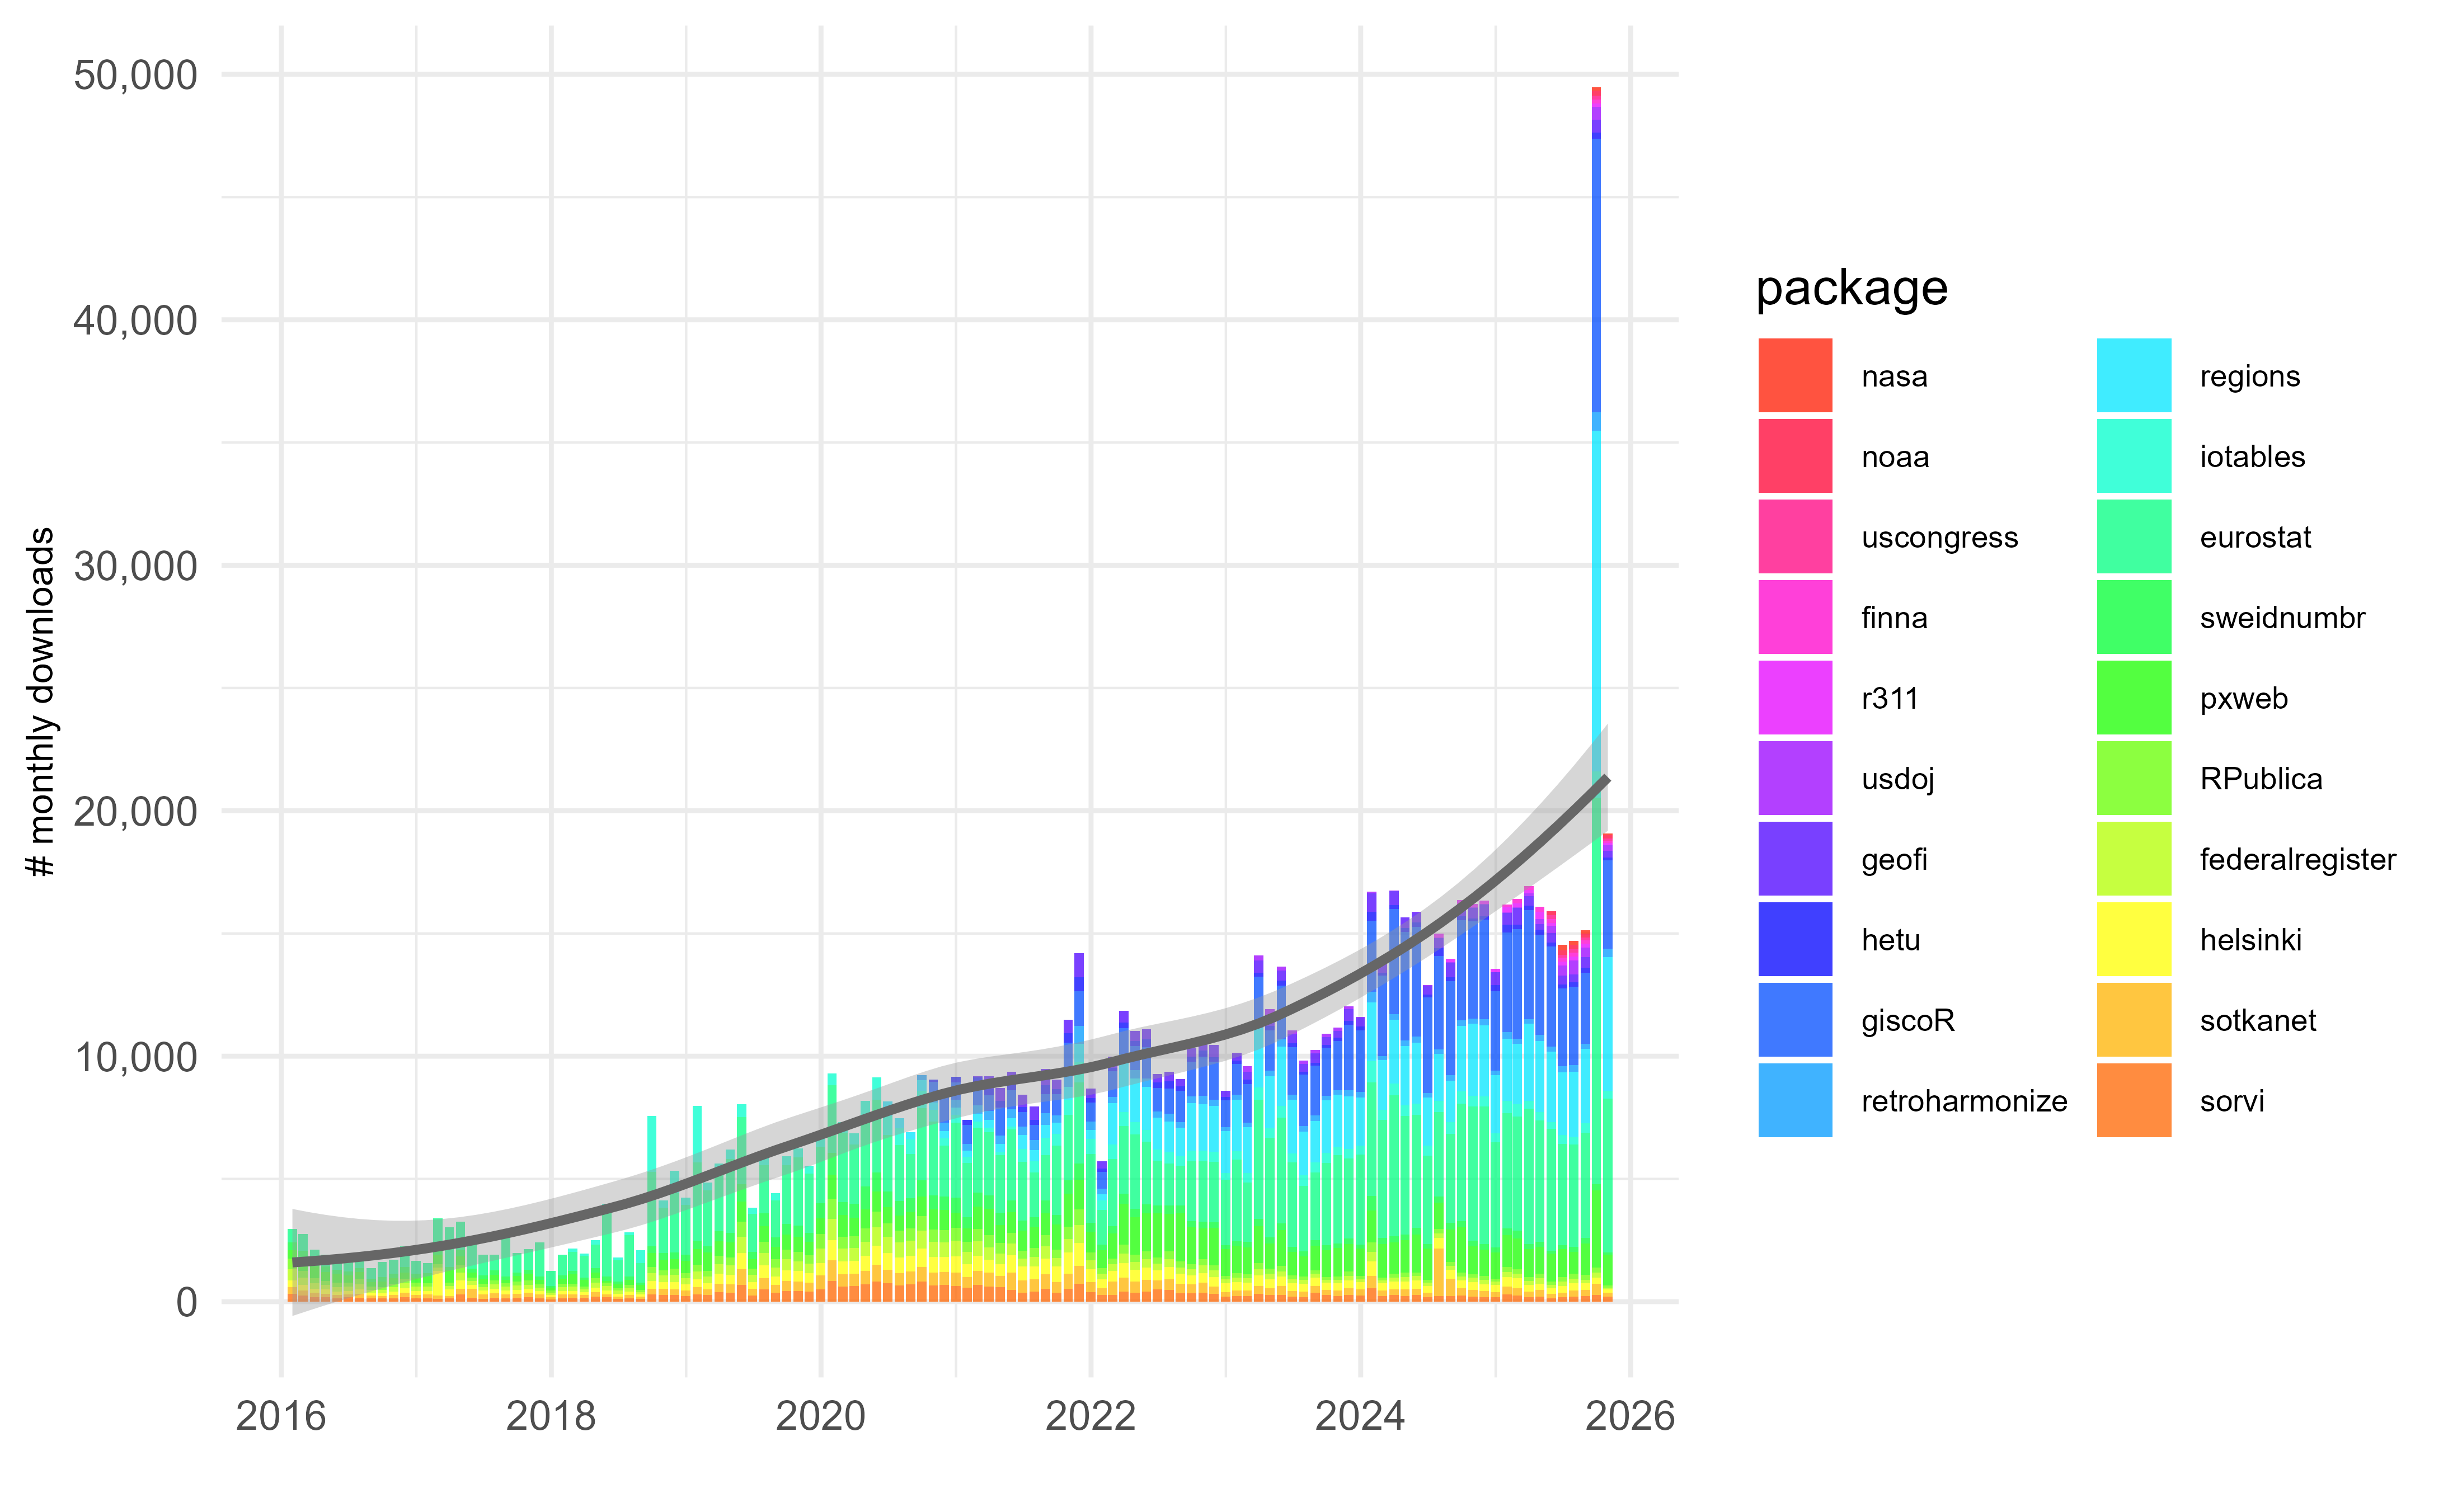 # monthly downloads
50,000
40,000
30,000
20,000
10,000
0
2016 2018 2020 2022 2024 2026
package
nasa
noaa
uscongress
finna
r311
usdoj
geofi
hetu
giscoR
retroharmonize
regions
iotables
eurostat
sweidnumbr
pxweb
RPublica
federalregister
helsinki
sotkanet
sorvi